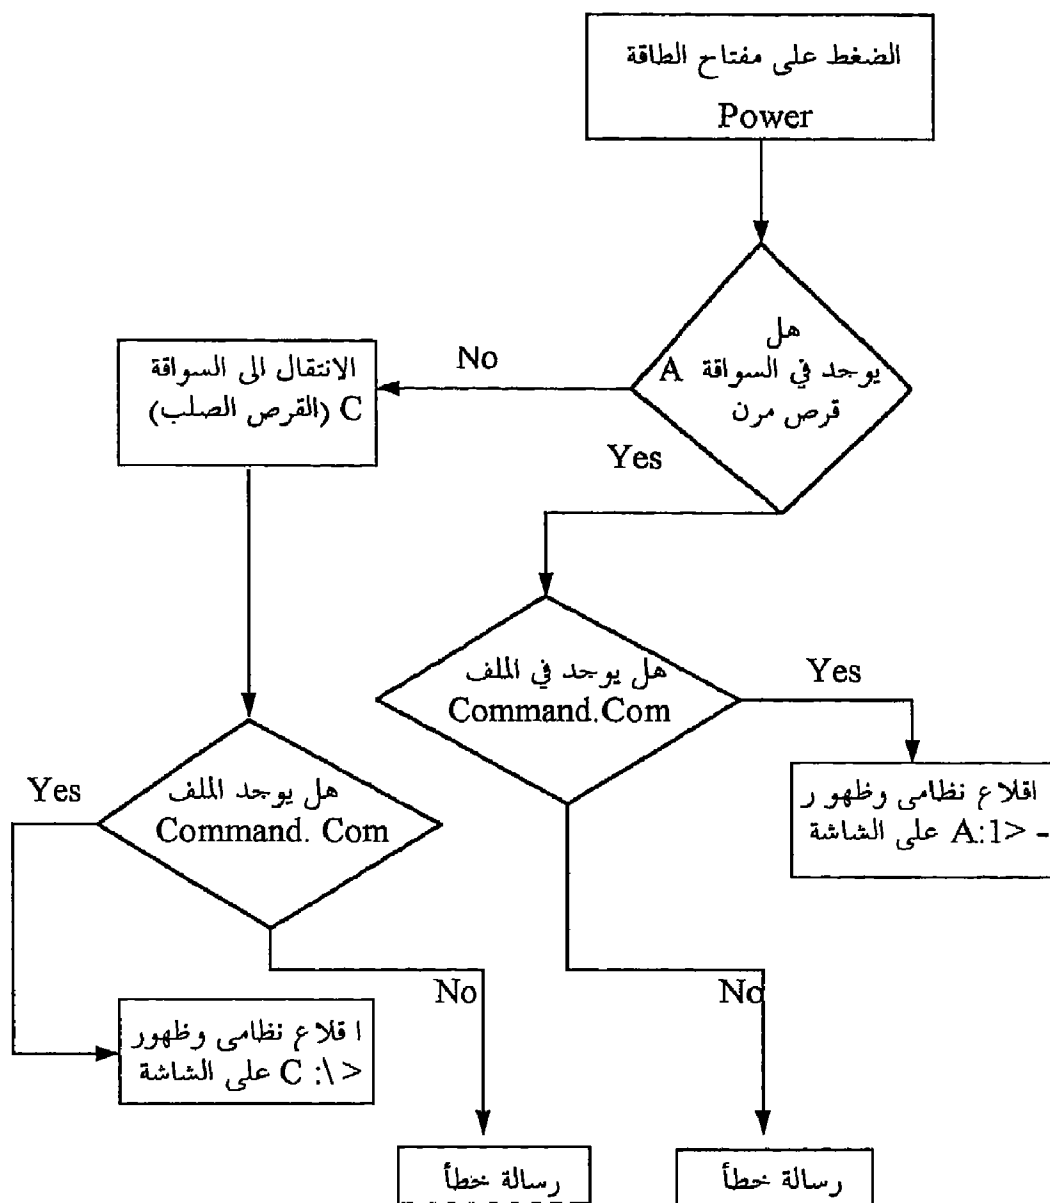 الضغط على مفتاح الطاقة
Power
هل
يوجد في السواقة A
قرص مرن
No
الانتقال الى السواقة
C (القرص الصلب)
Yes
هل يوجد في الملف
Command.Com
Yes
اقلاع نظامى وظهور
A:1> - على الشاشة
هل يوجد الملف
Command. Com
Yes
No
No
ا قلاع نظامى وظهور
C :\> على الشاشة
رسالة خطأ
رسالة خطأ